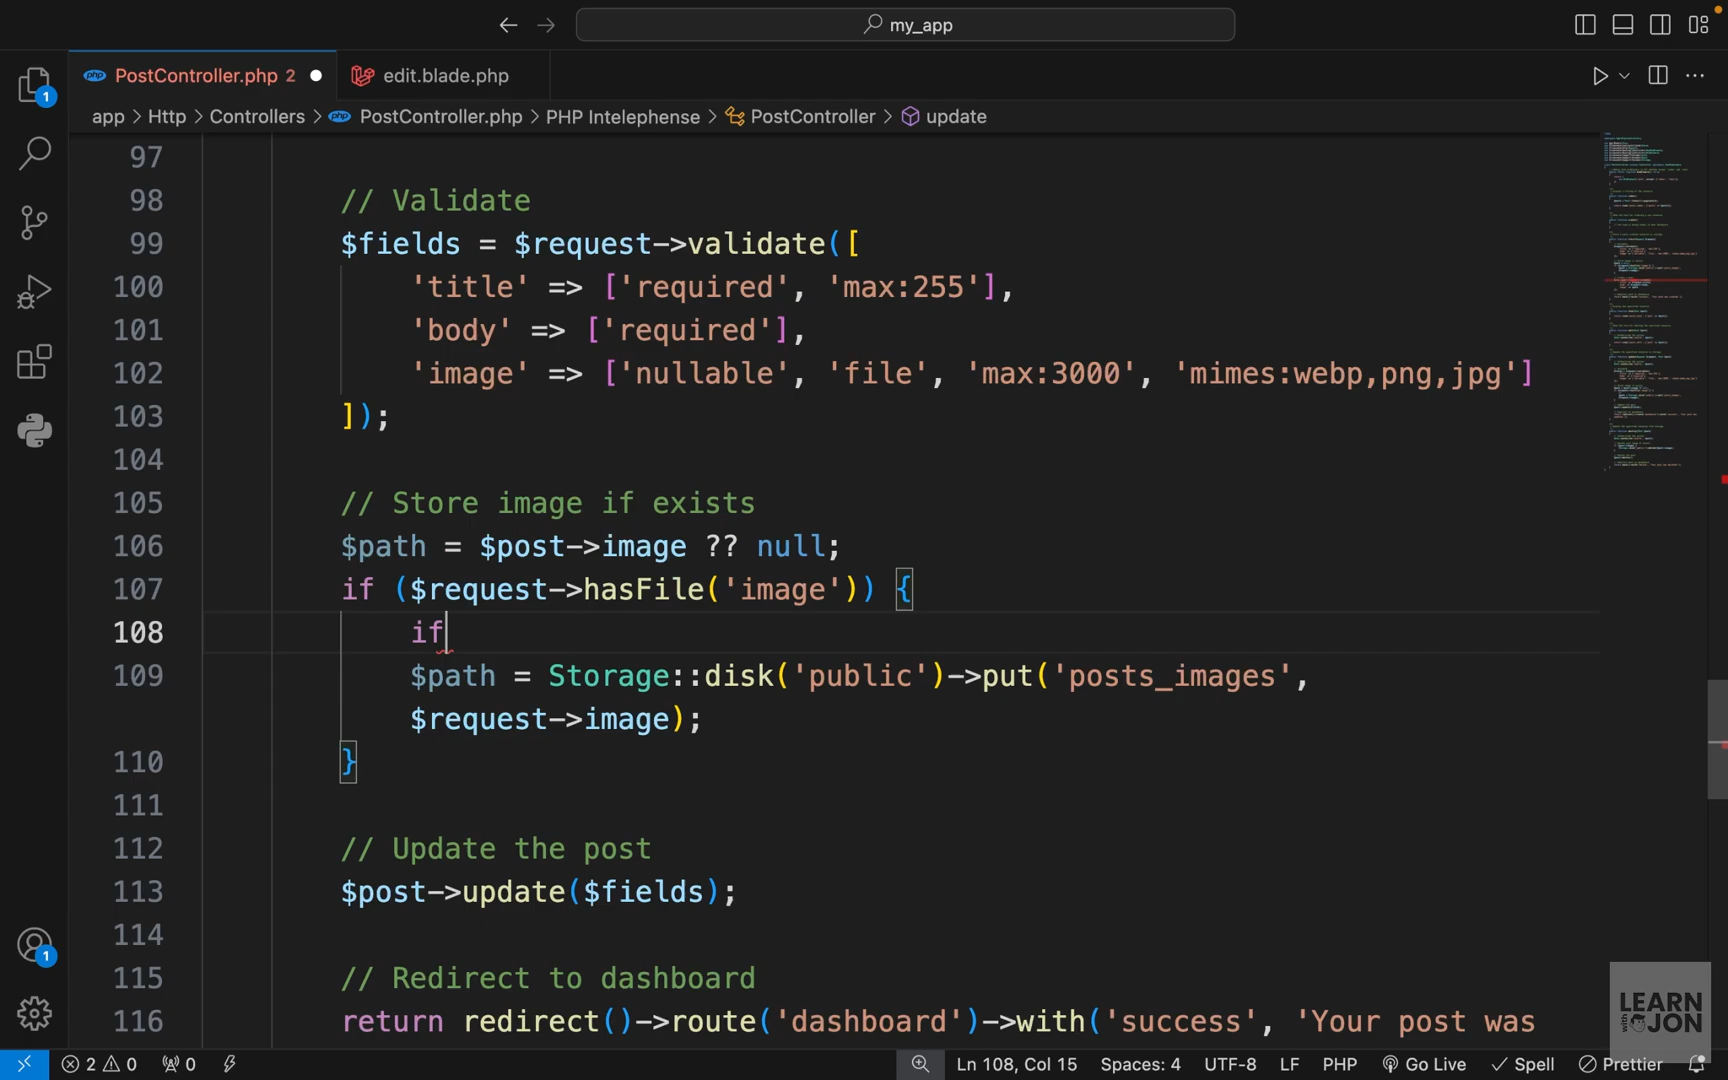 my_app
PostController.php 2
edit.blade.php
app > Http > Controllers > PostController.php > PHP Intelephense > PostController > update
97
98 // Validate
99 $fields = $request->validate([
100 'title' => ['required', 'max:255'],
101 'body' => ['required'],
102 'image' => ['nullable', 'file', 'max:3000', 'mimes:webp,png,jpg']
103 ]);
104
105 // Store image if exists
106 $path = $post->image ?? null;
107 if ($request->hasFile('image')) {
108 if
109 $path = Storage::disk('public')->put('posts_images',
$request->image);
110 }
111
112 // Update the post
113 $post->update($fields);
114
115 // Redirect to dashboard
116 return redirect()->route('dashboard')->with('success', 'Your post was
1
1
LEARN
with
JON
2 0 0 Ln 108, Col 15 Spaces: 4 UTF-8 LF PHP Go Live Spell Prettier